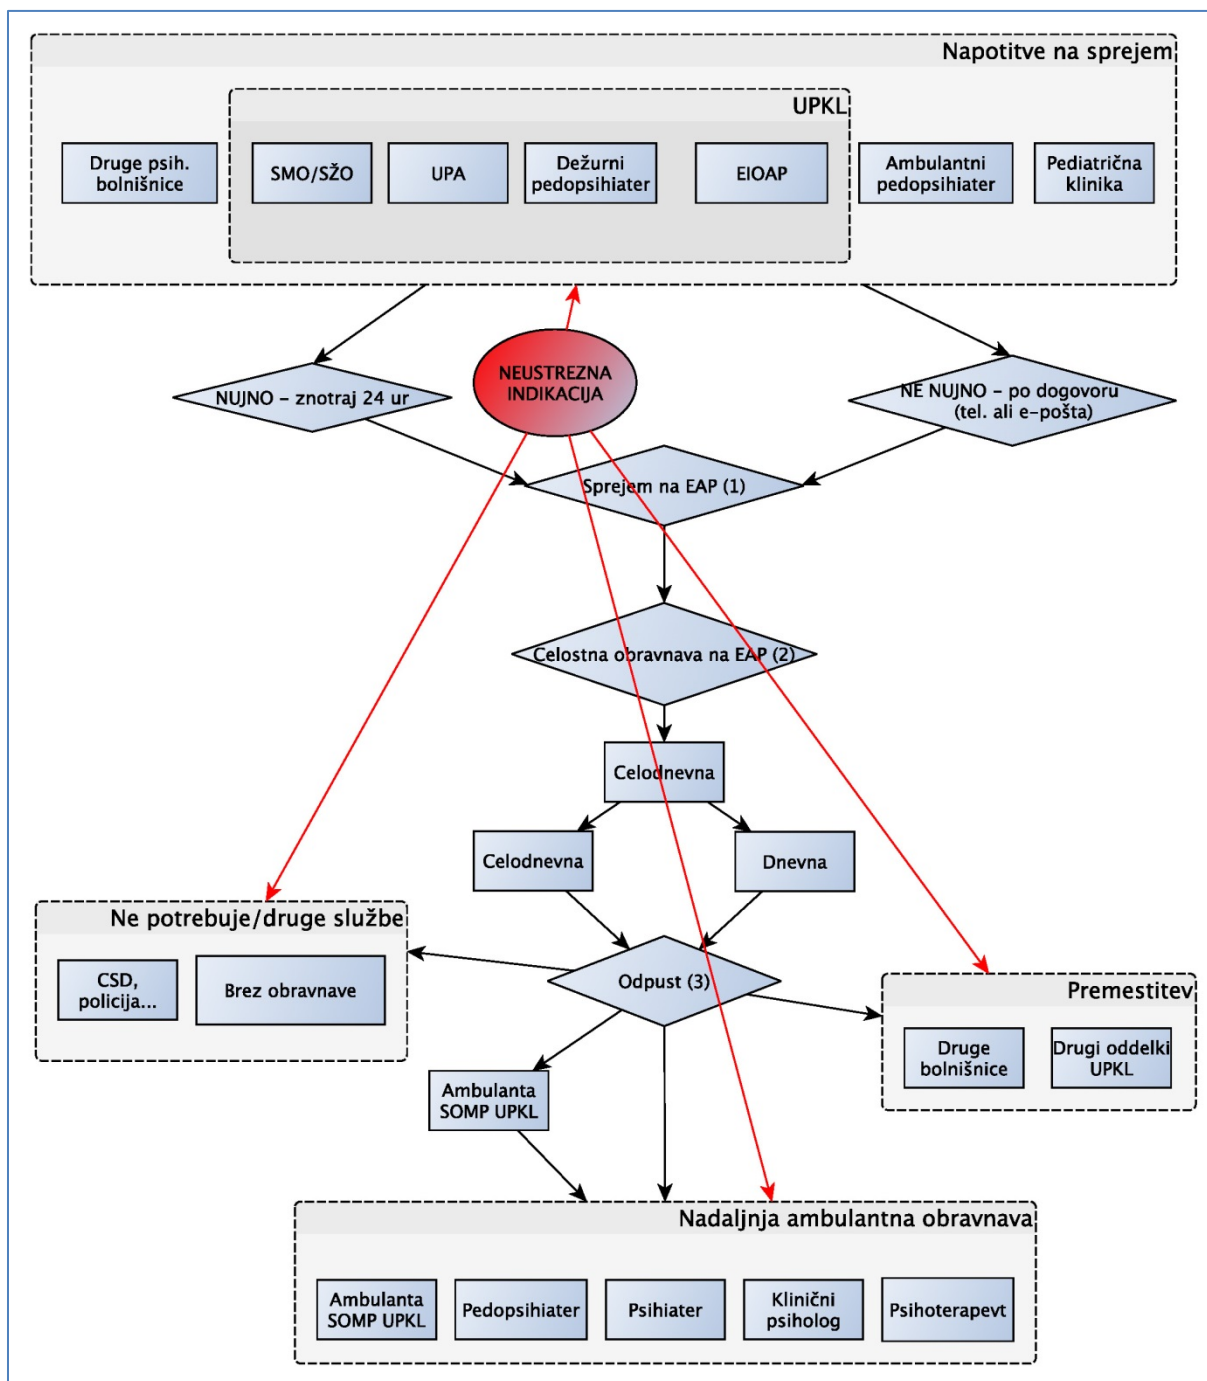 Napotitve na sprejem
UPKL
Druge psih.
bolnišnice
SMO/SŽO
UPA
Dežurni
pedopsihiater
EIOAP
Ambulantni
pedopsihiater
Pediatrična
klinika
NUJNO – znotraj 24 ur
NEUSTREZNA
INDIKACIJA
NE NUJNO – po dogovoru
(tel. ali e-pošta)
Sprejem na EAP (1)
Celostna obravnava na EAP (2)
Celodnevna
Celodnevna
Dnevna
Ne potrebuje/druge službe
CSD,
policija...
Brez obravnave
Odpust (3)
Premestitev
Druge
bolnišnice
Drugi oddelki
UPKL
Ambulanta
SOMP UPKL
Nadaljnja ambulantna obravnava
Ambulanta
SOMP UPKL
Pedopsihiater
Psihiater
Klinični
psiholog
Psihoterapevt